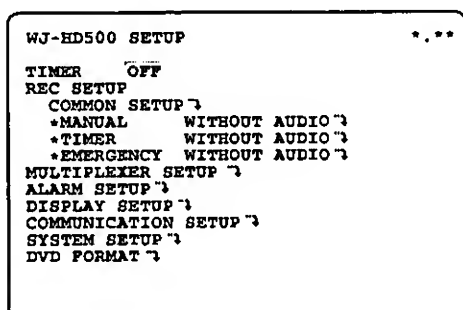 WJ-HD500 SETUP *.**
TIMER OFF
REC SETUP
COMMON SETUP
*MANUAL WITHOUT AUDIO
*TIMER WITHOUT AUDIO
*EMERGENCY WITHOUT AUDIO
MULTIPLEXER SETUP
ALARM SETUP
DISPLAY SETUP
COMMUNICATION SETUP
SYSTEM SETUP
DVD FORMAT